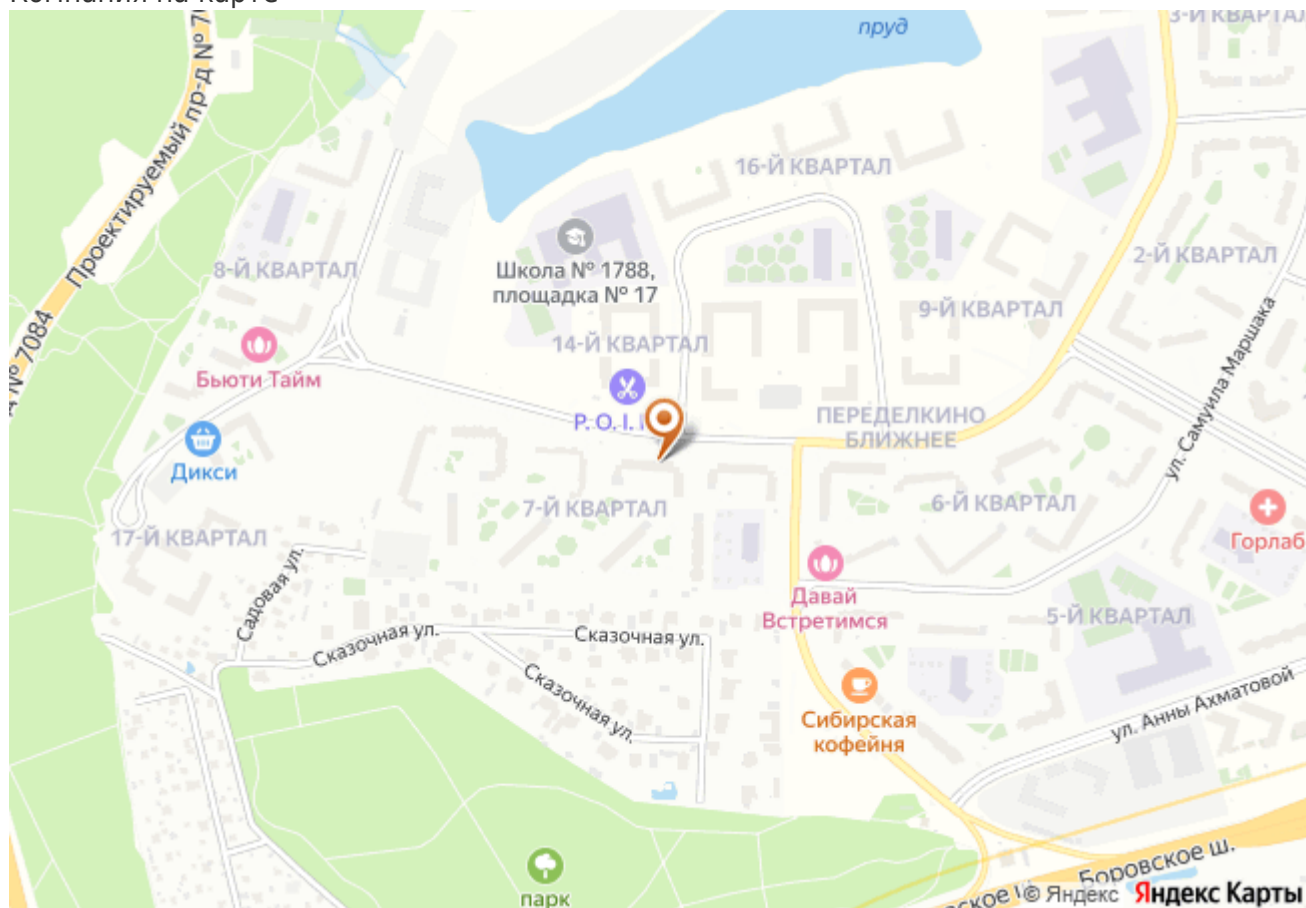 Компания на карте
пруд
3-Й КВАРТАЛ
Проектируемый пр-д №
16-Й КВАРТАЛ
Школа № 1788,
площадка № 17
8-Й КВАРТАЛ
2-Й КВАРТАЛ
9-Й КВАРТАЛ
14-Й КВАРТАЛ
№ 7084
Бьюти Тайм
ул. Самуила Маршака
P. O. I.
ПЕРЕДЕЛКИНО
БЛИЖНЕЕ
Дикси
7-Й КВАРТАЛ
6-Й КВАРТАЛ
17-Й КВАРТАЛ
Горлаб
Садовая ул.
Давай
Встретимся
5-Й КВАРТАЛ
Сказочная ул.
Сказочная ул.
Сказочная ул.
Сибирская
кофейня
ул. Анны Ахматовой
парк
Боровское ш.
© Яндекс Яндекс Карты